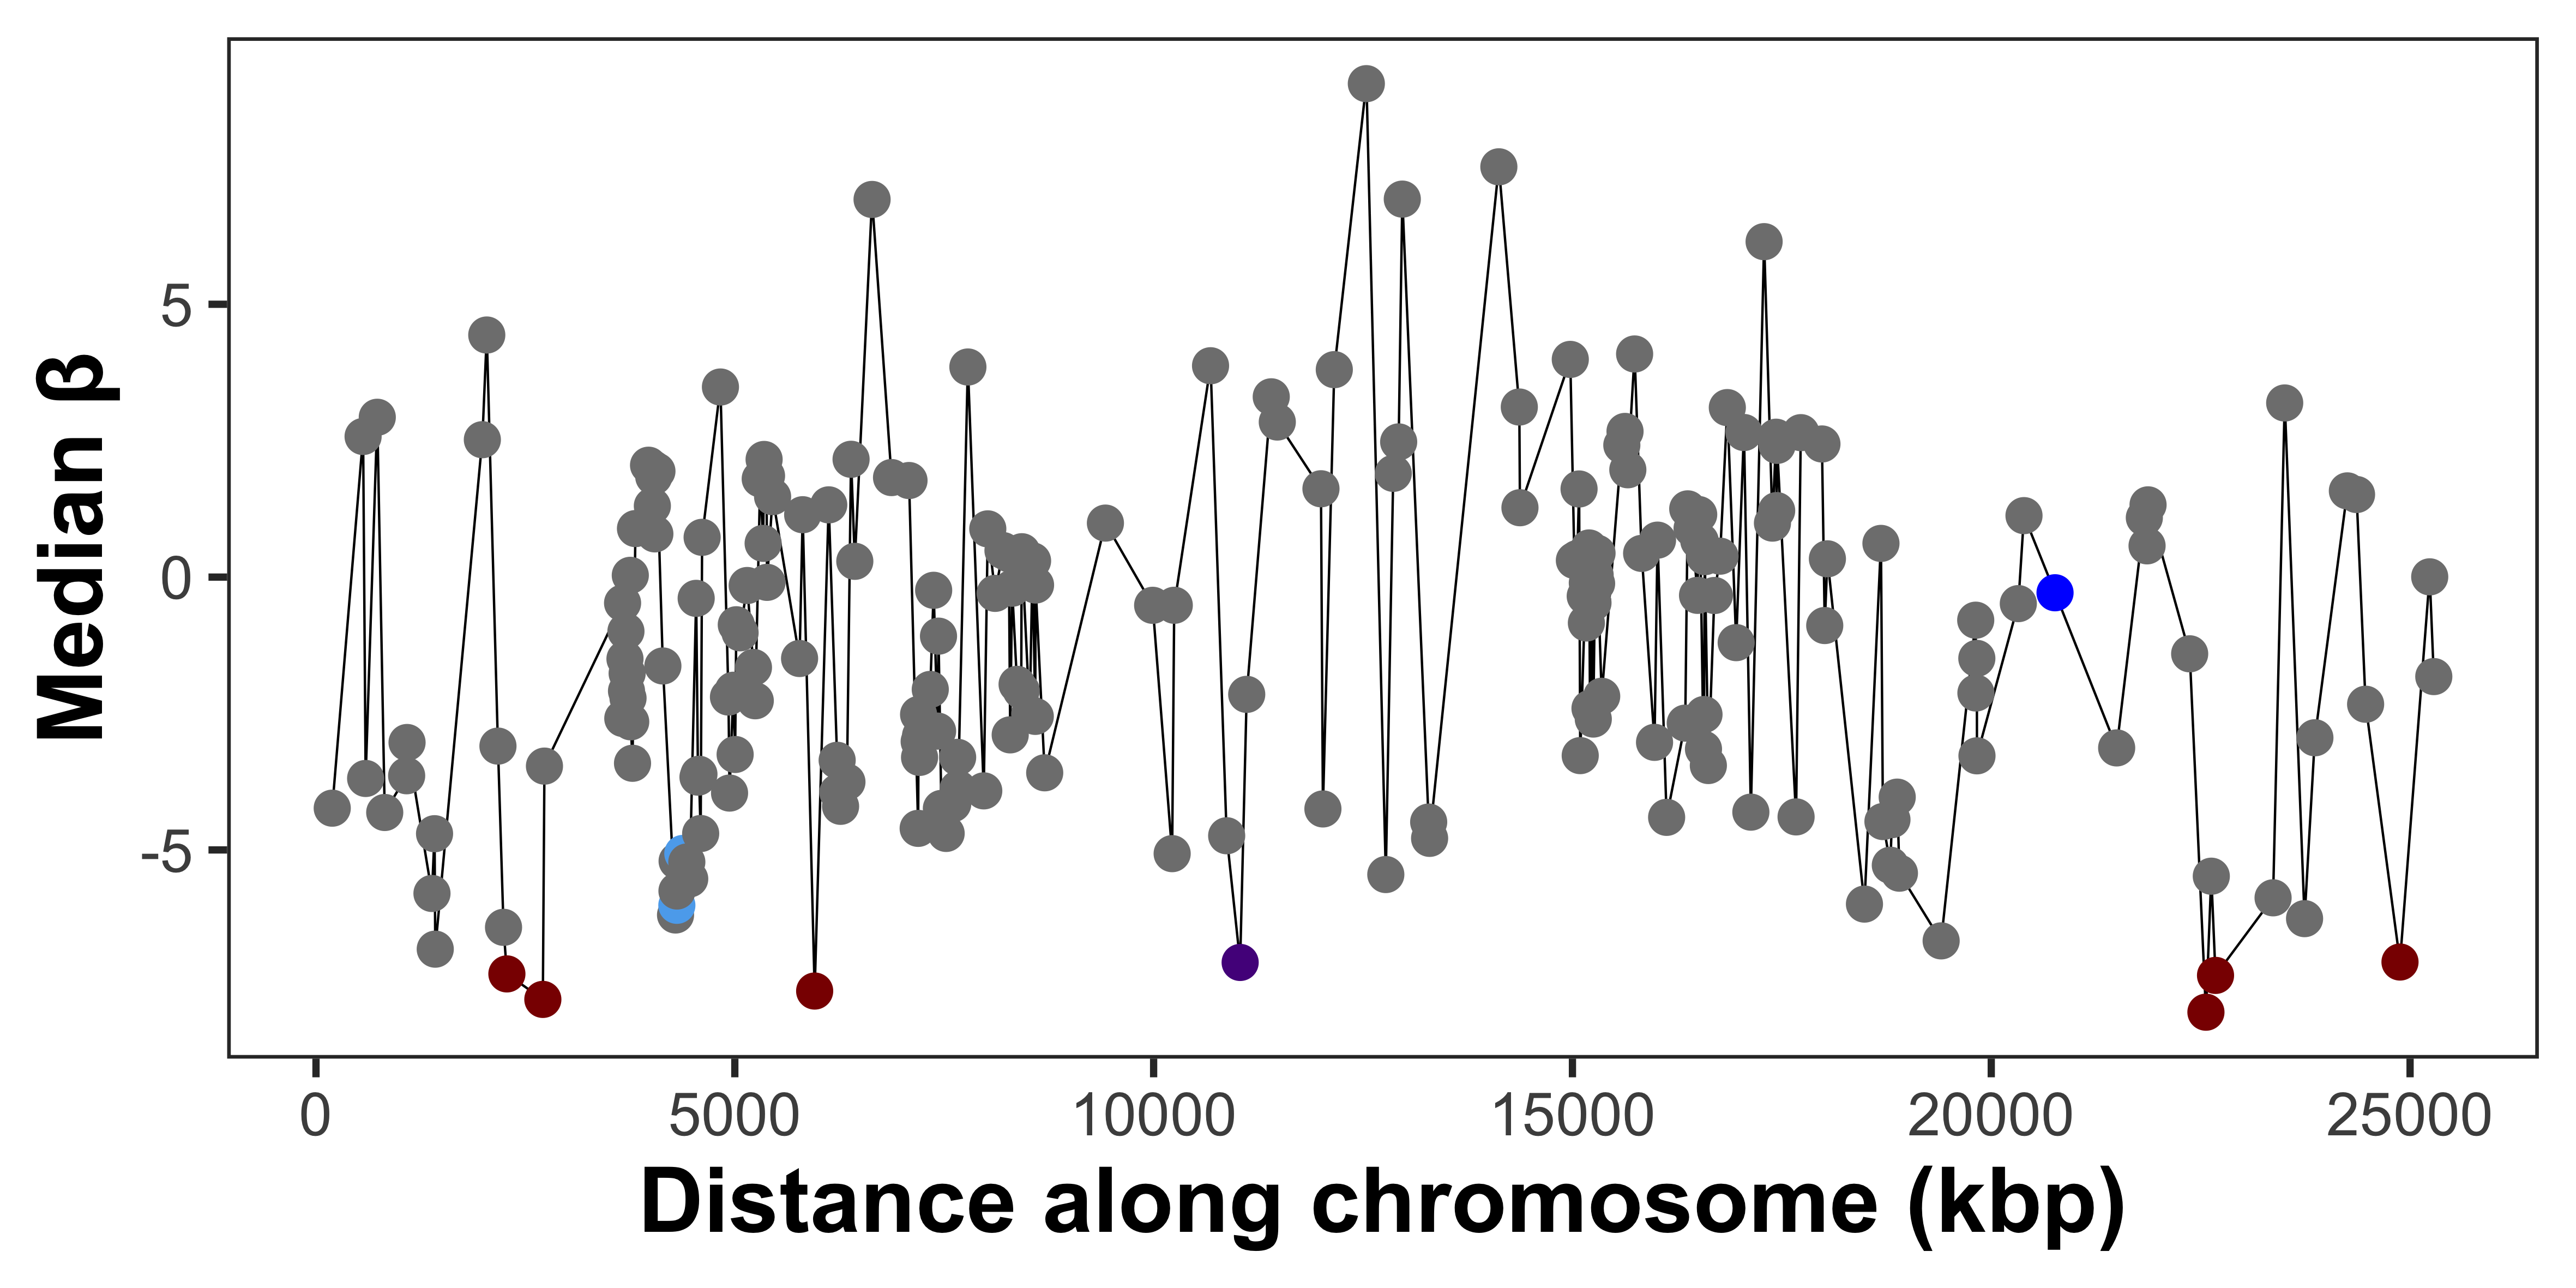 Median β
5
0
-5
0 5000 10000 15000 20000 25000
Distance along chromosome (kbp)